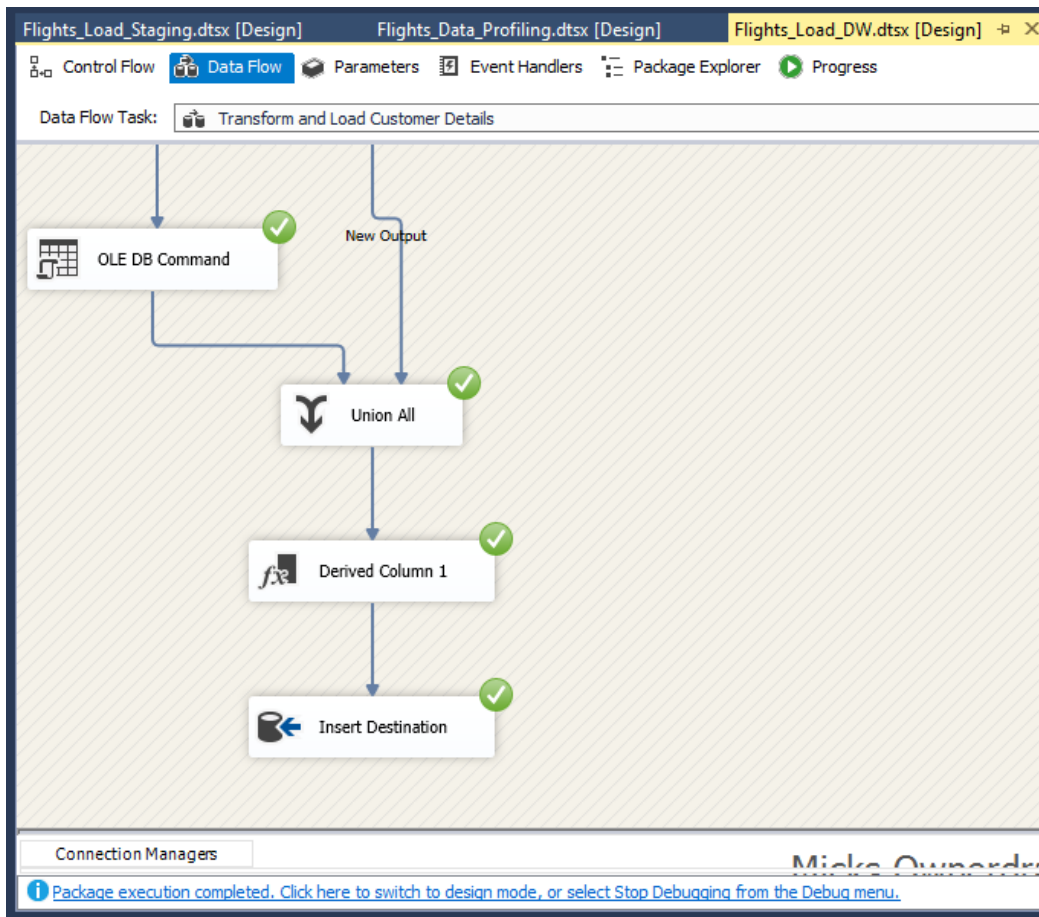 Flights_Load_Staging.dtsx [Design] Flights_Data_Profiling.dtsx [Design] Flights_Load_DW.dtsx [Design]
Control Flow Data Flow Parameters Event Handlers Package Explorer Progress
Data Flow Task: Transform and Load Customer Details
New Output
OLE DB Command
Union All
Derived Column 1
Insert Destination
Connection Managers
Package execution completed. Click here to switch to design mode, or select Stop Debugging from the Debug menu.